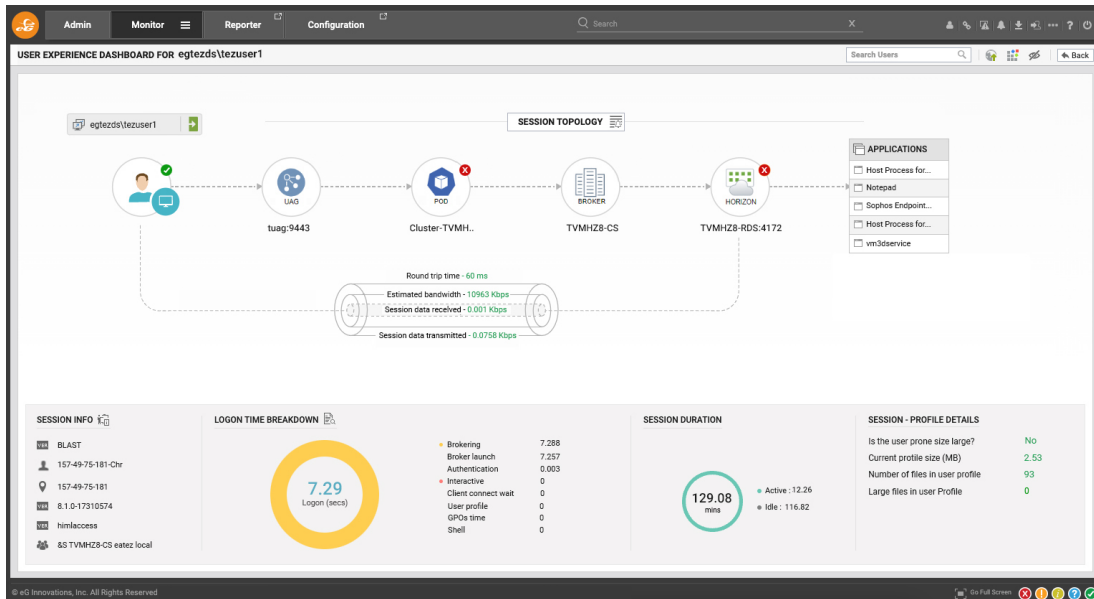 eG Admin Monitor Reporter Configuration Search X
USER EXPERIENCE DASHBOARD FOR egtezds\tezuser1 Search Users Back
egtezds\tezuser1
SESSION TOPOLOGY
UAG
POD
BROKER
HORIZON
tuag:9443
Cluster-TVMH..
TVMHZ8-CS
TVMHZ8-RDS:4172
APPLICATIONS
Host Process for...
Notepad
Sophos Endpoint...
Host Process for...
vm3dservice
Round trip time - 60 ms
Estimated bandwidth - 10963 Kbps
Session data received - 0.001 Kbps
Session data transmitted - 0.0758 Kbps
SESSION INFO
VER BLAST
157-49-75-181-Chr
157-49-75-181
VER 8.1.0-17310574
VER himlaccess
&S TVMHZ8-CS eatez local
LOGON TIME BREAKDOWN
7.29
Logon (secs)
Brokering 7.288
Broker launch 7.257
Authentication 0.003
Interactive 0
Client connect wait 0
User profile 0
GPOs time 0
Shell 0
SESSION DURATION
129.08
mins
Active : 12.26
Idle : 116.82
SESSION - PROFILE DETAILS
Is the user prone size large? No
Current protile size (MB) 2.53
Number of files in user profile 93
Large files in user Profile 0
© eG Innovations, Inc. All Rights Reserved Go Full Screen